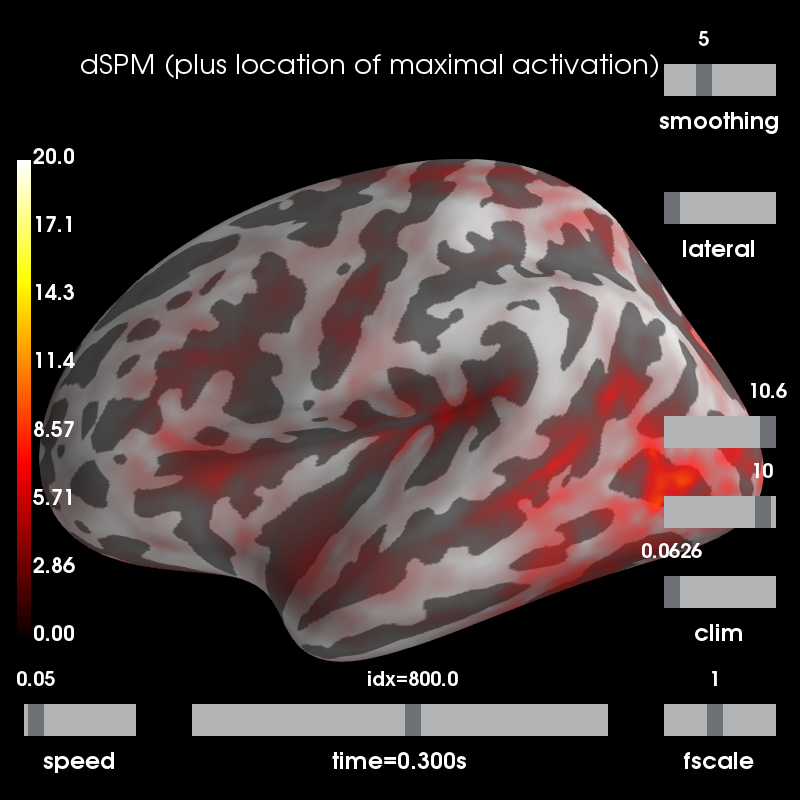 5
dSPM (plus location of maximal activation)
smoothing
20.0
17.1
lateral
14.3
11.4
10.6
8.57
10
5.71
0.0626
2.86
0.00
clim
0.05
idx=800.0
1
speed
time=0.300s
fscale